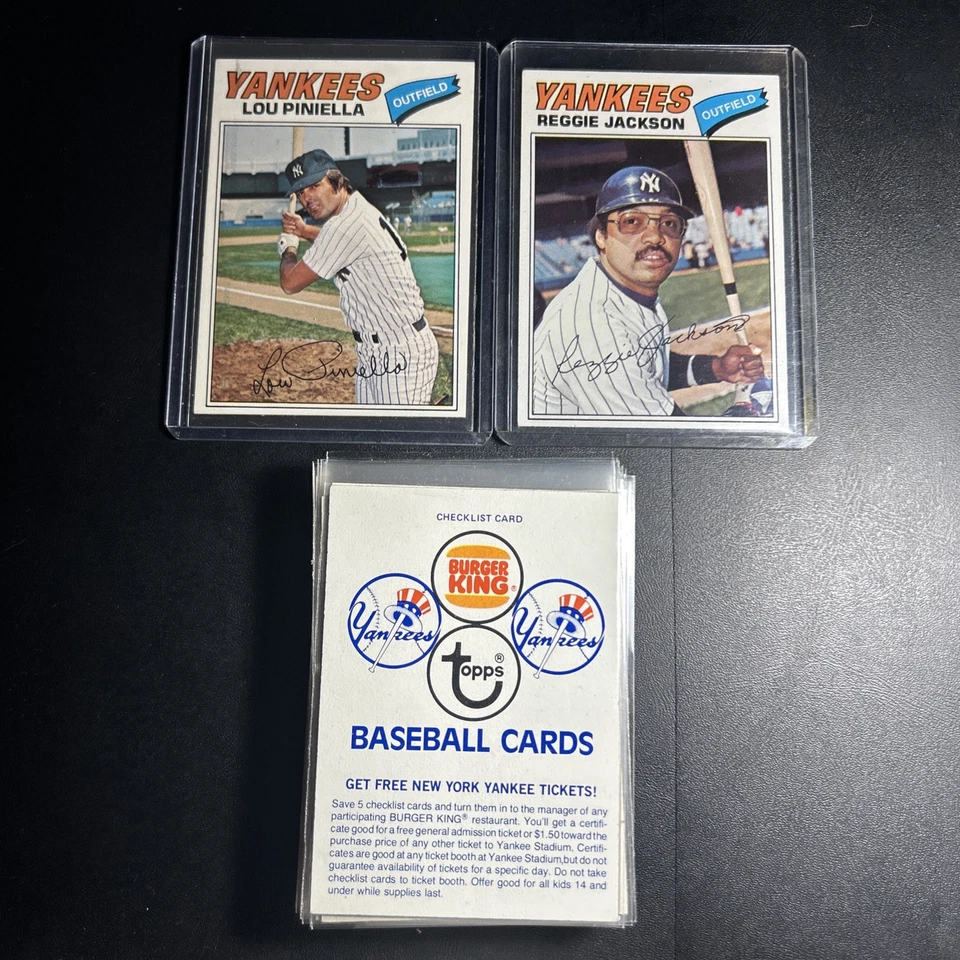 YANKEES
LOU PINIELLA
OUTFIELD
NY
1
Lou Piniella
YANKEES
REGGIE JACKSON
OUTFIELD
NY
Reggie Jackson
CHECKLIST CARD
BURGER
KING®
Yankees
Yankees
topps®
BASEBALL CARDS
GET FREE NEW YORK YANKEE TICKETS!
Save 5 checklist cards and turn them in to the manager of any
participating BURGER KING® restaurant. You'll get a certifi-
cate good for a free general admission ticket or $1.50 toward the
purchase price of any other ticket to Yankee Stadium. Certifi-
cates are good at any ticket booth at Yankee Stadium,but do not
guarantee availability of tickets for a specific day. Do not take
checklist cards to ticket booth. Offer good for all kids 14 and
under while supplies last.